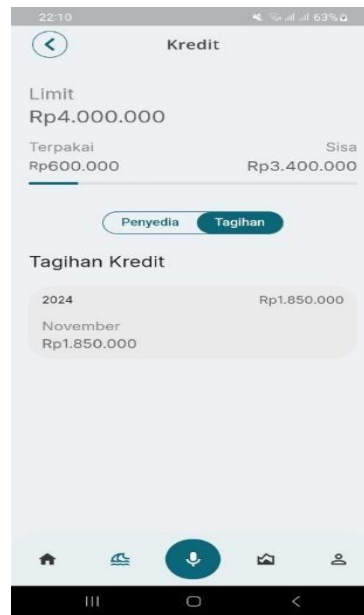 22:10 63%
Kredit
Limit
Rp4.000.000
Terpakai Sisa
Rp600.000 Rp3.400.000
Penyedia Tagihan
Tagihan Kredit
2024 Rp1.850.000
November
Rp1.850.000